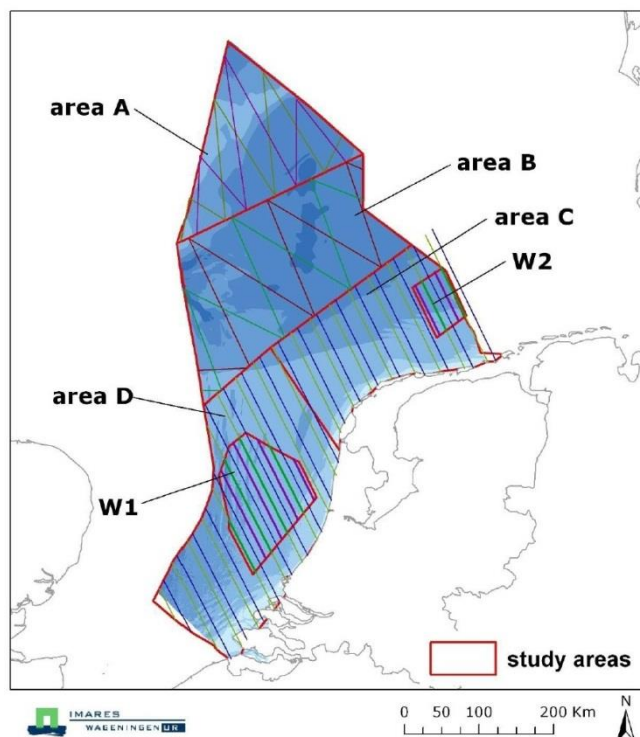 area A
area B
area C
W2
area D
W1
study areas
IMARES
WAGENINGEN UR
0 50 100 200 Km
N